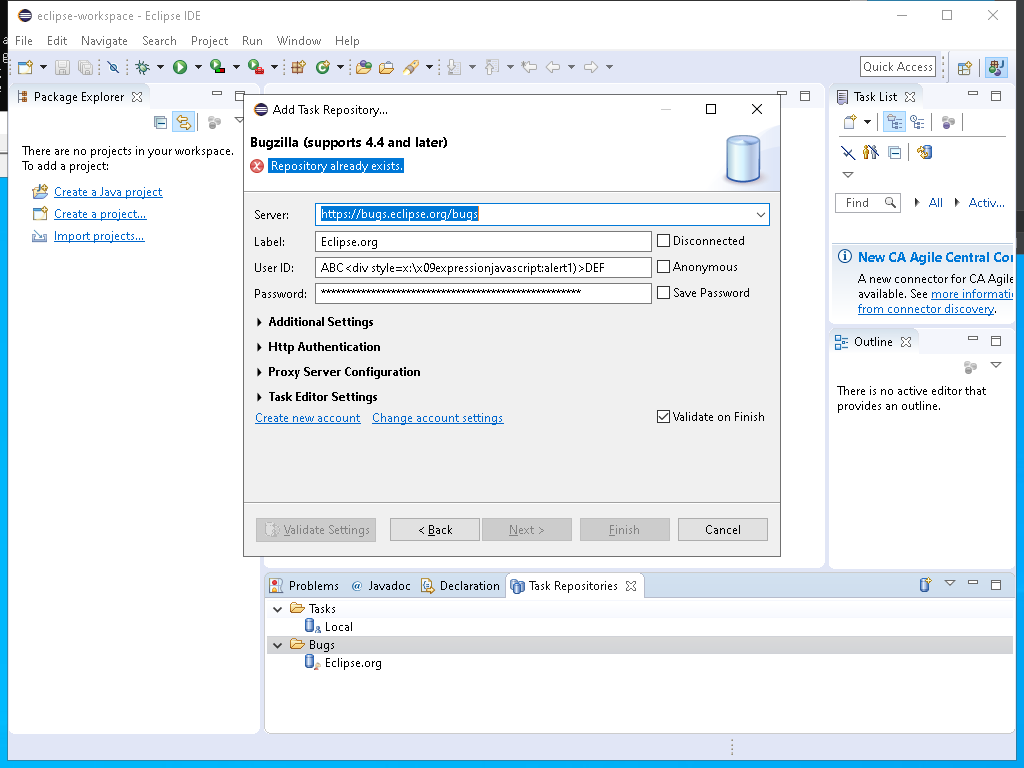 eclipse-workspace - Eclipse IDE
File Edit Navigate Search Project Run Window Help
Quick Access
Package Explorer
There are no projects in your workspace.
To add a project:
Create a Java project
Create a project...
Import projects...
Add Task Repository...
Bugzilla (supports 4.4 and later)
Repository already exists.
Server: https://bugs.eclipse.org/bugs
Label: Eclipse.org Disconnected
User ID: ABC<div style=x:\x09expressionjavascript:alert1)>DEF Anonymous
Password: **************************************************** Save Password
Additional Settings
Http Authentication
Proxy Server Configuration
Task Editor Settings
Create new account Change account settings Validate on Finish
Validate Settings < Back Next > Finish Cancel
Task List
Find All Activ...
New CA Agile Central Co
A new connector for CA Agile
available. See more informati
from connector discovery.
Outline
There is no active editor that
provides an outline.
Problems @ Javadoc Declaration Task Repositories
Tasks
Local
Bugs
Eclipse.org